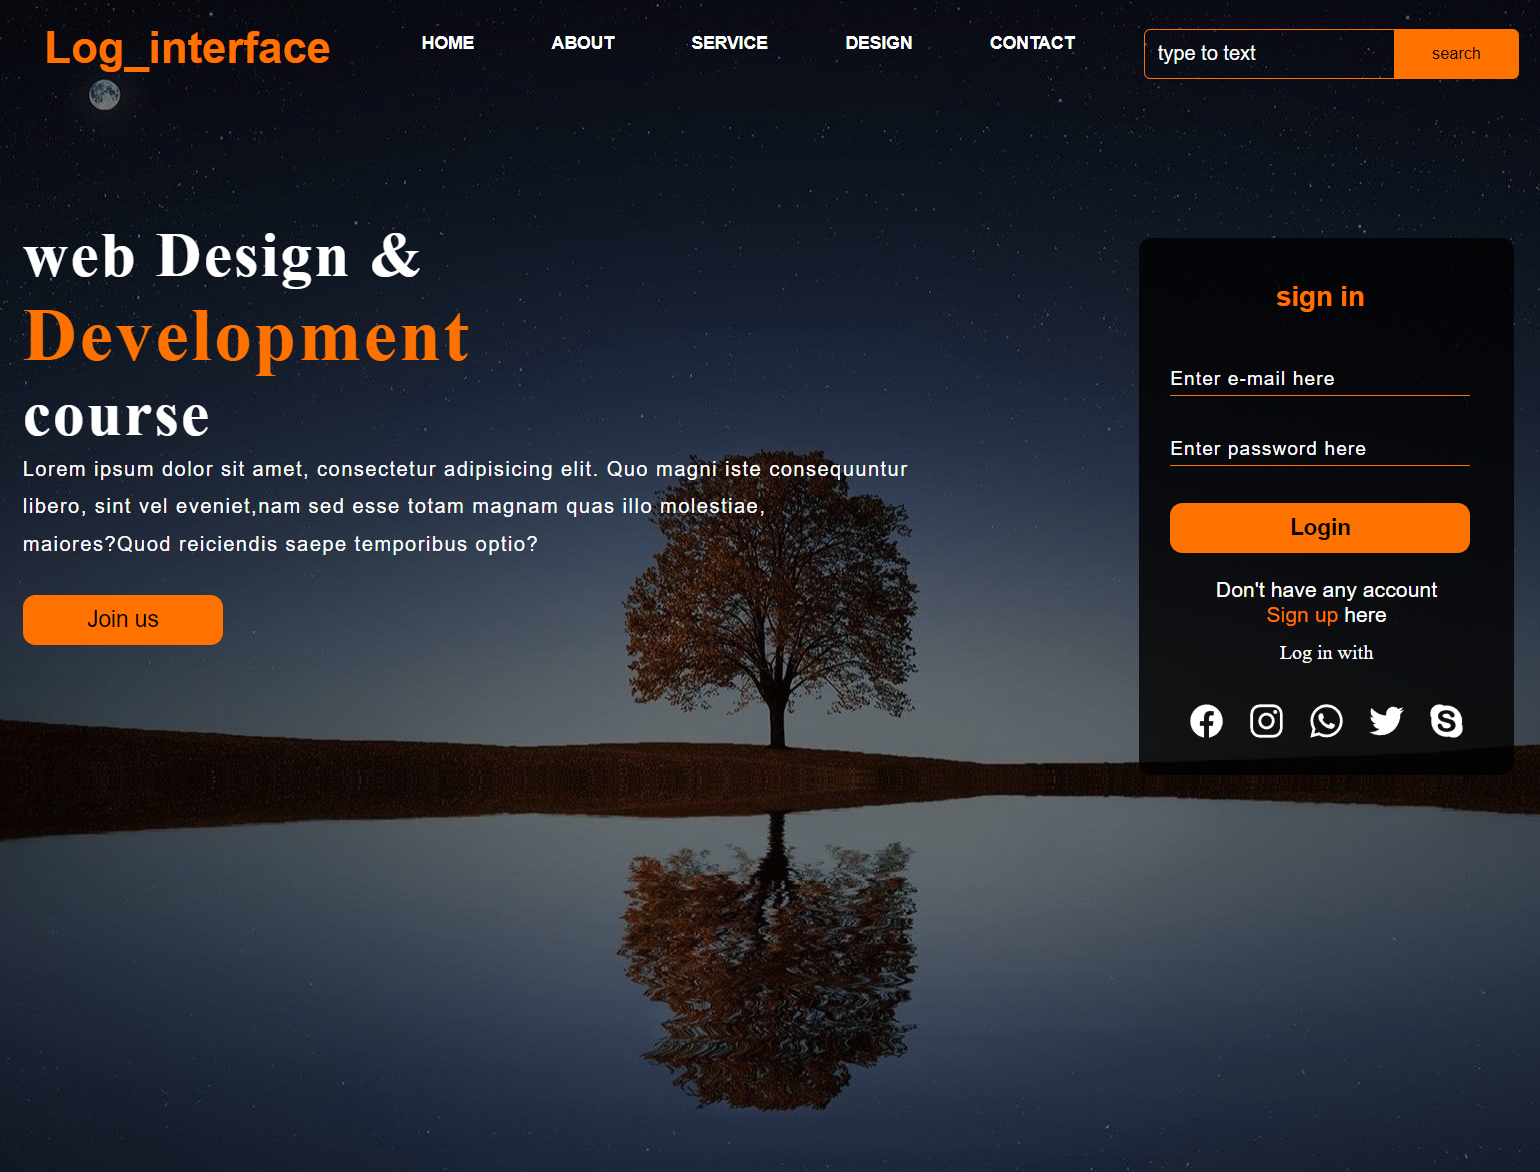 Log_interface
HOME ABOUT SERVICE DESIGN CONTACT
type to text search
web Design &
Development
course
Lorem ipsum dolor sit amet, consectetur adipisicing elit. Quo magni iste consequuntur
libero, sint vel eveniet,nam sed esse totam magnam quas illo molestiae,
maiores?Quod reiciendis saepe temporibus optio?
Join us
sign in
Enter e-mail here
Enter password here
Login
Don't have any account
Sign up here
Log in with